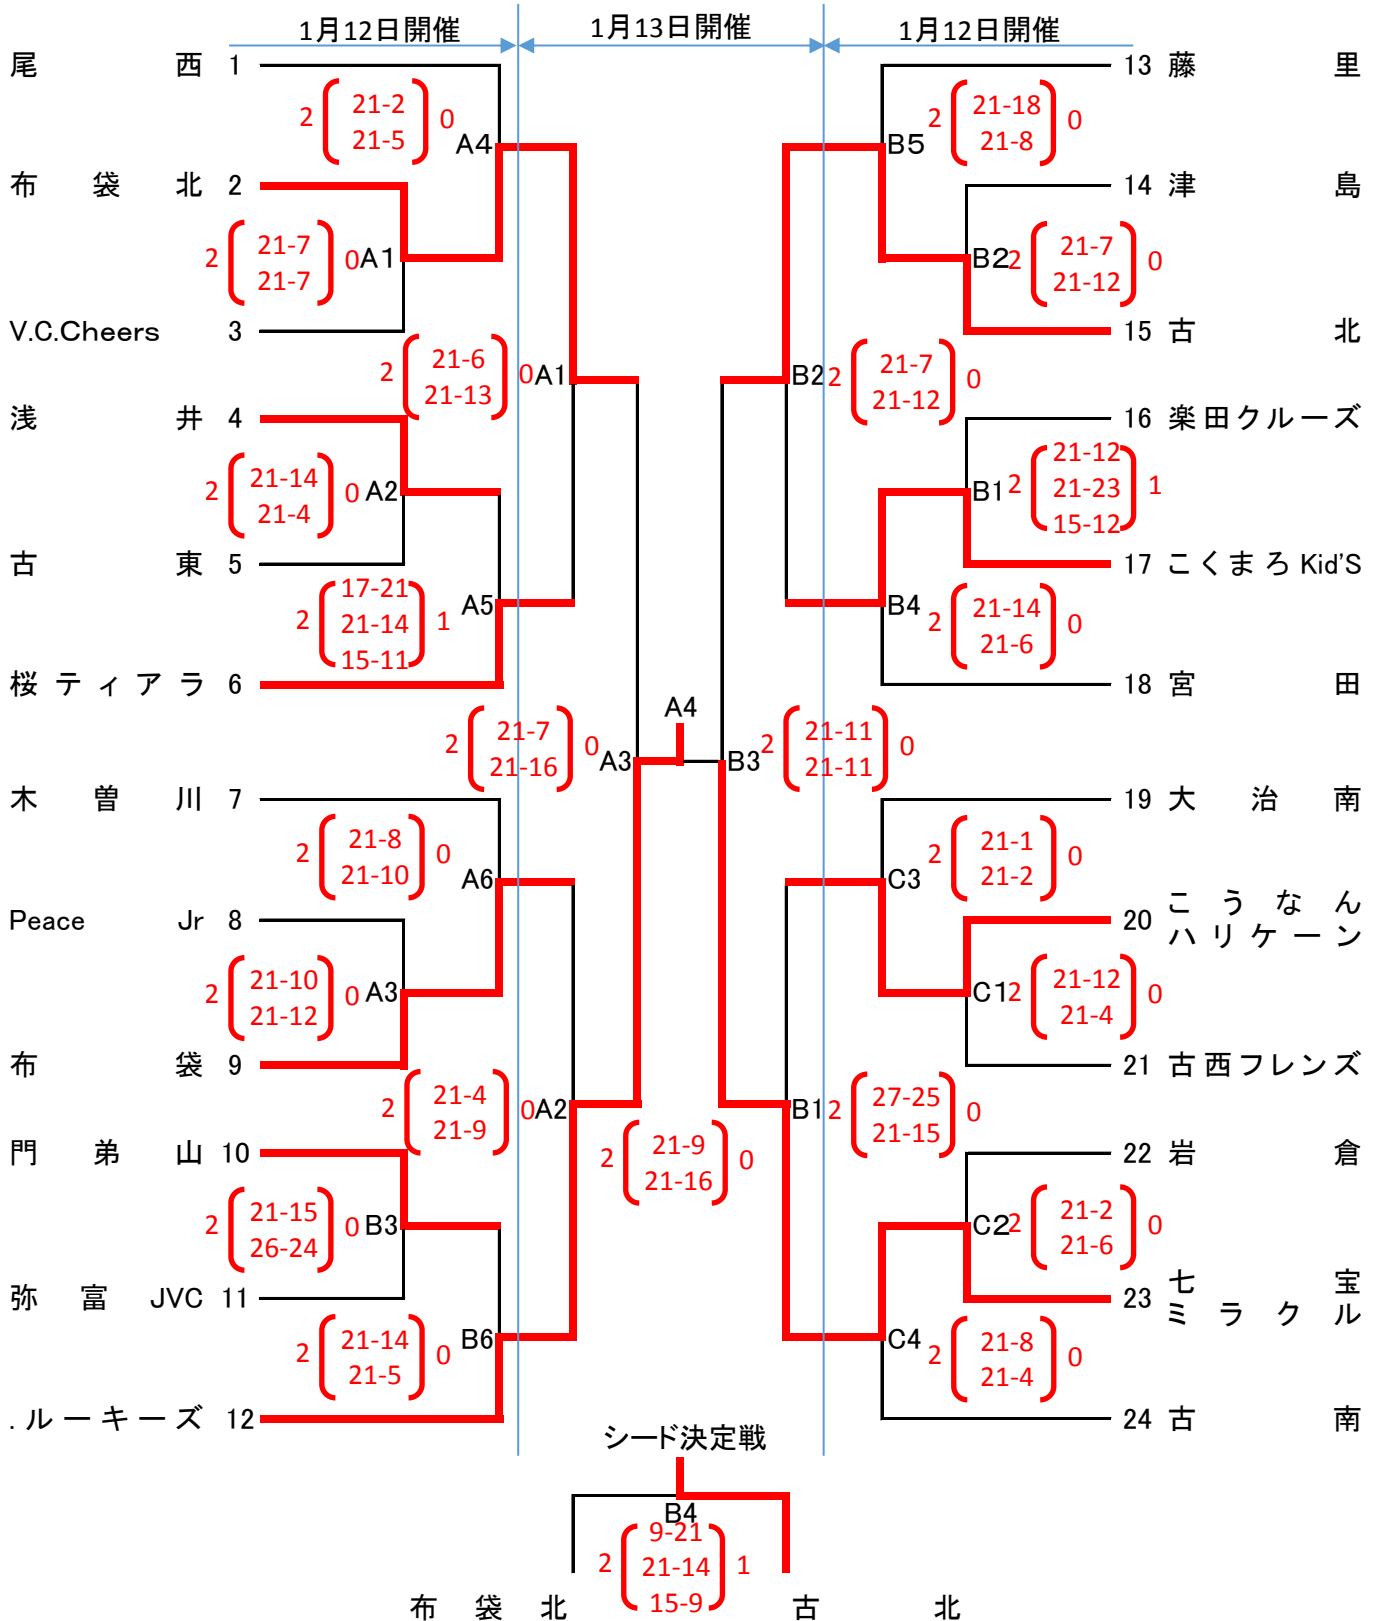 1月12日開催 1月13日開催 1月12日開催
尾西 1 13 藤里
2 21-2 0 2 21-18 0
21-5 21-8
A4 B5
布袋北 2 14 津島
2 21-7 0 A1 B2 2 21-7 0
21-7 21-12
V.C.Cheers 3 15 古北
2 21-6 0 A1 B2 2 21-7 0
21-13 21-12
浅井 4 16 楽田クルーズ
2 21-14 0 A2 B1 2 21-12 1
21-4 21-23
15-12
古東 5 17 こくまろ Kid'S
2 17-21 1 A5 B4 2 21-14 0
21-14 21-6
15-11
桜ティアラ 6 18 宮田
A4
2 21-7 0 A3 B3 2 21-11 0
21-16 21-11
木曽川 7 19 大治南
2 21-8 0 2 21-1 0
21-10 21-2
A6 C3
Peace Jr 8 20 こうなん
ハリケーン
2 21-10 0 A3 C1 2 21-12 0
21-12 21-4
布袋 9 21 古西フレンズ
2 21-4 0 A2 B1 2 27-25 0
21-9 21-15
門弟山 10 22 岩倉
2 21-9 0
21-16
2 21-15 0 B3 C2 2 21-2 0
26-24 21-6
弥富 JVC 11 23 七宝
ミラクル
2 21-14 0 B6 C4 2 21-8 0
21-5 21-4
.ルーキーズ 12 24 古南
シード決定戦
B4
2 9-21 1
21-14
15-9
布袋北 古北